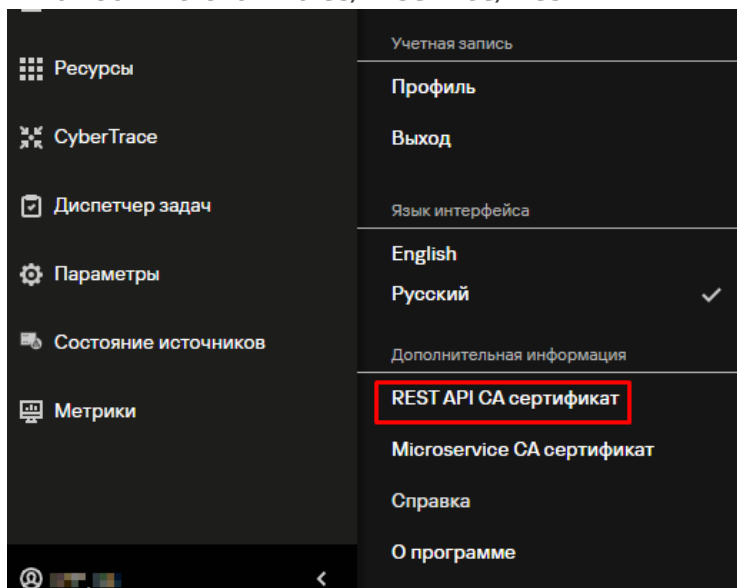 Ресурсы
CyberTrace
Диспетчер задач
Параметры
Состояние источников
Метрики
Учетная запись
Профиль
Выход
Язык интерфейса
English
Русский
Дополнительная информация
REST API CA сертификат
Microservice CA сертификат
Справка
О программе